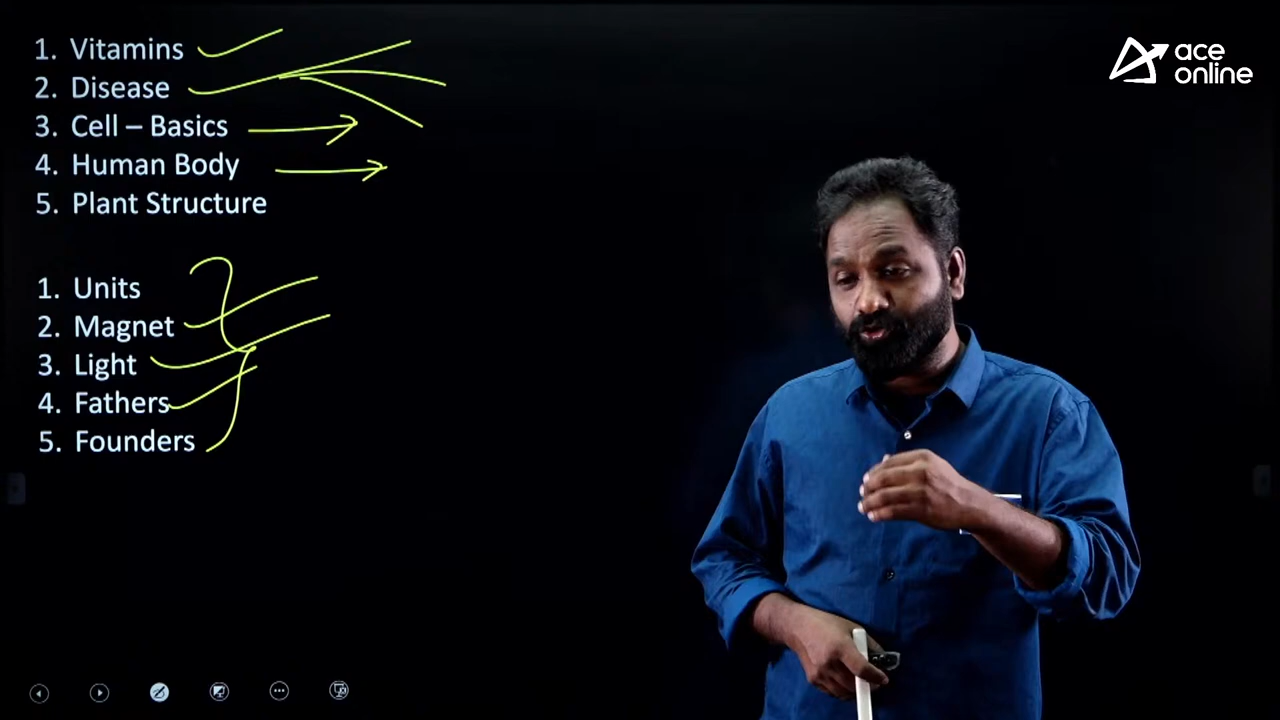 1. Vitamins
2. Disease
3. Cell – Basics
4. Human Body
5. Plant Structure
1. Units
2. Magnet
3. Light
4. Fathers
5. Founders
ace
online